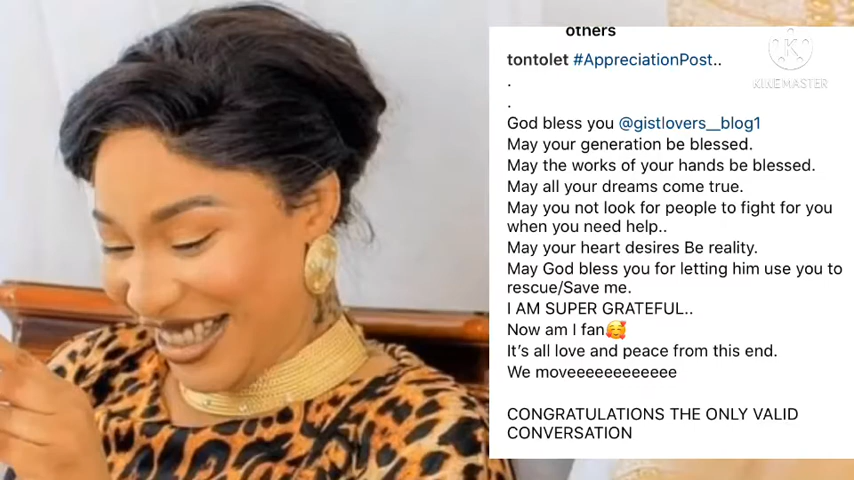 others
KINEMASTER
tontolet #AppreciationPost..
.
.
God bless you @gistlovers__blog1
May your generation be blessed.
May the works of your hands be blessed.
May all your dreams come true.
May you not look for people to fight for you
when you need help..
May your heart desires Be reality.
May God bless you for letting him use you to
rescue/Save me.
I AM SUPER GRATEFUL..
Now am I fan🥰
It's all love and peace from this end.
We moveeeeeeeeeeee
CONGRATULATIONS THE ONLY VALID
CONVERSATION